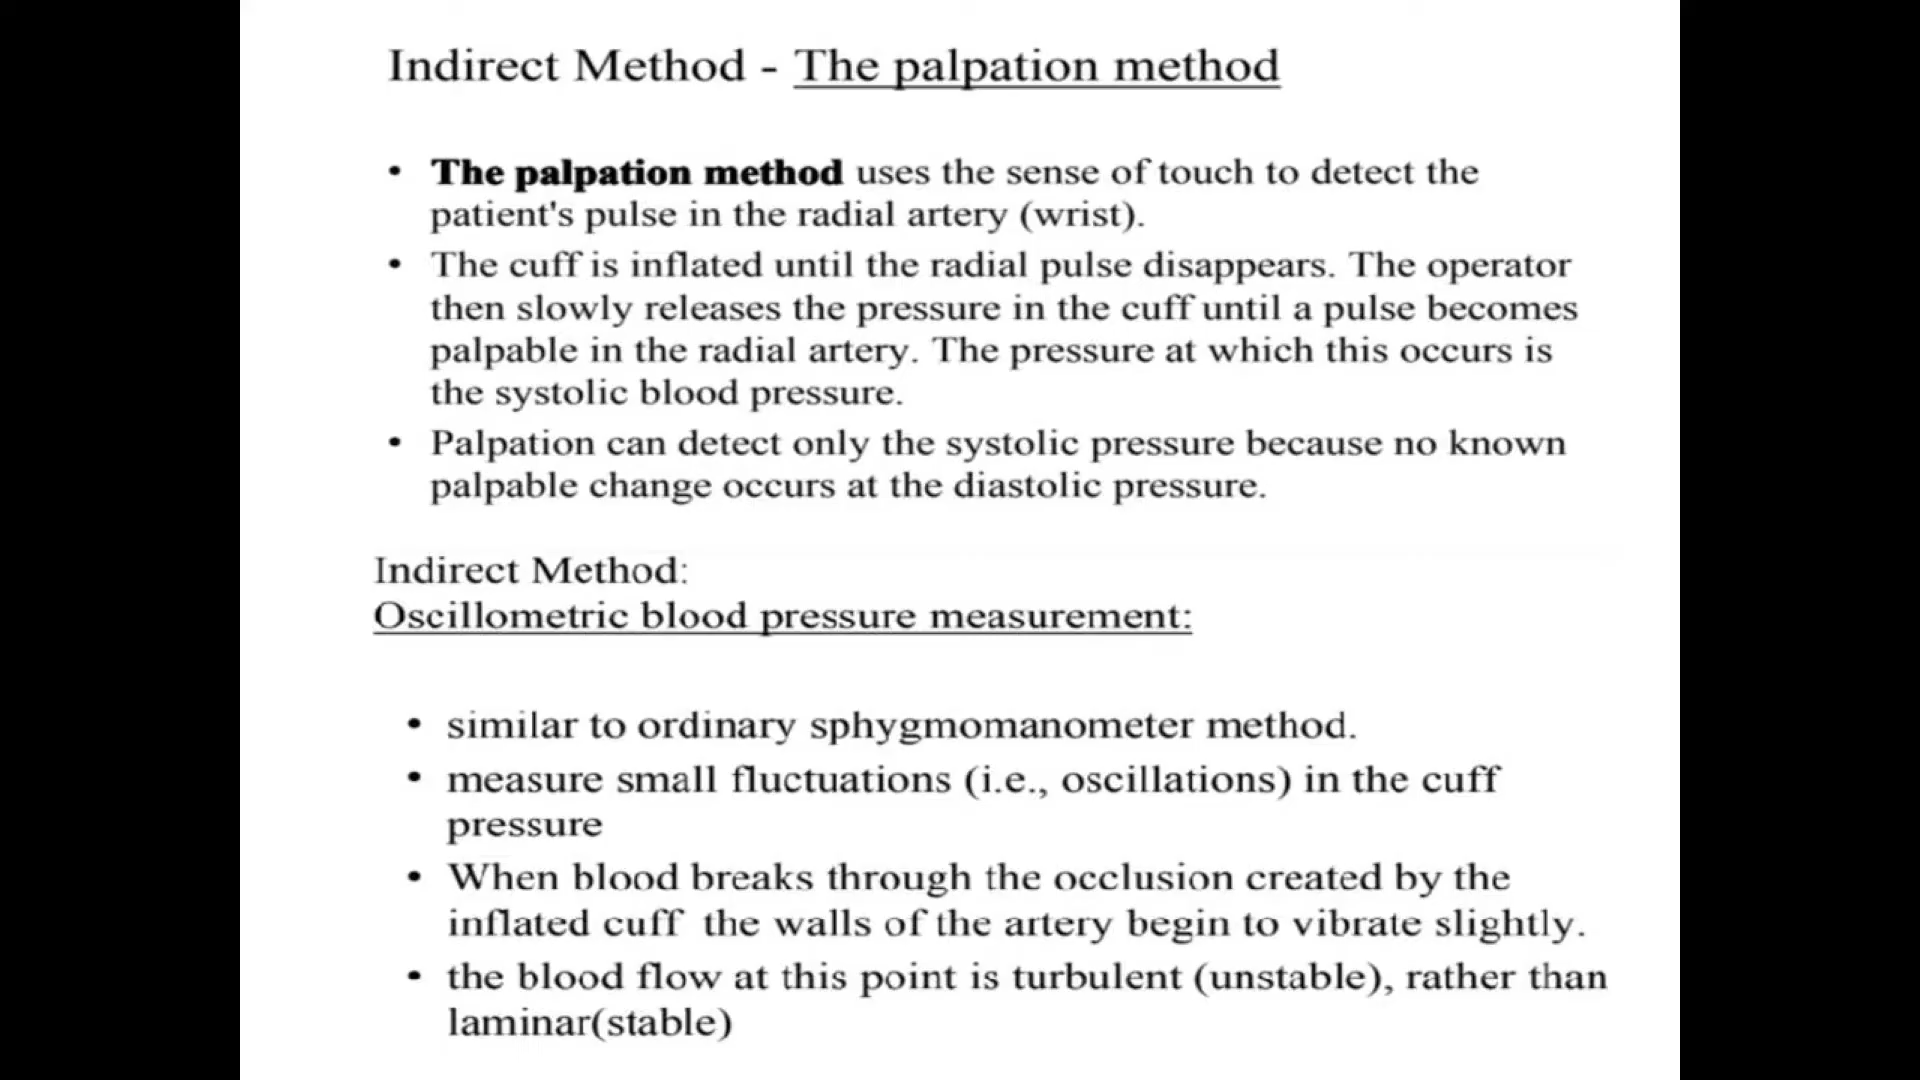 Indirect Method - The palpation method
• The palpation method uses the sense of touch to detect the
patient's pulse in the radial artery (wrist).
• The cuff is inflated until the radial pulse disappears. The operator
then slowly releases the pressure in the cuff until a pulse becomes
palpable in the radial artery. The pressure at which this occurs is
the systolic blood pressure.
• Palpation can detect only the systolic pressure because no known
palpable change occurs at the diastolic pressure.
Indirect Method:
Oscillometric blood pressure measurement:
• similar to ordinary sphygmomanometer method.
• measure small fluctuations (i.e., oscillations) in the cuff
pressure
• When blood breaks through the occlusion created by the
inflated cuff the walls of the artery begin to vibrate slightly.
• the blood flow at this point is turbulent (unstable), rather than
laminar(stable)